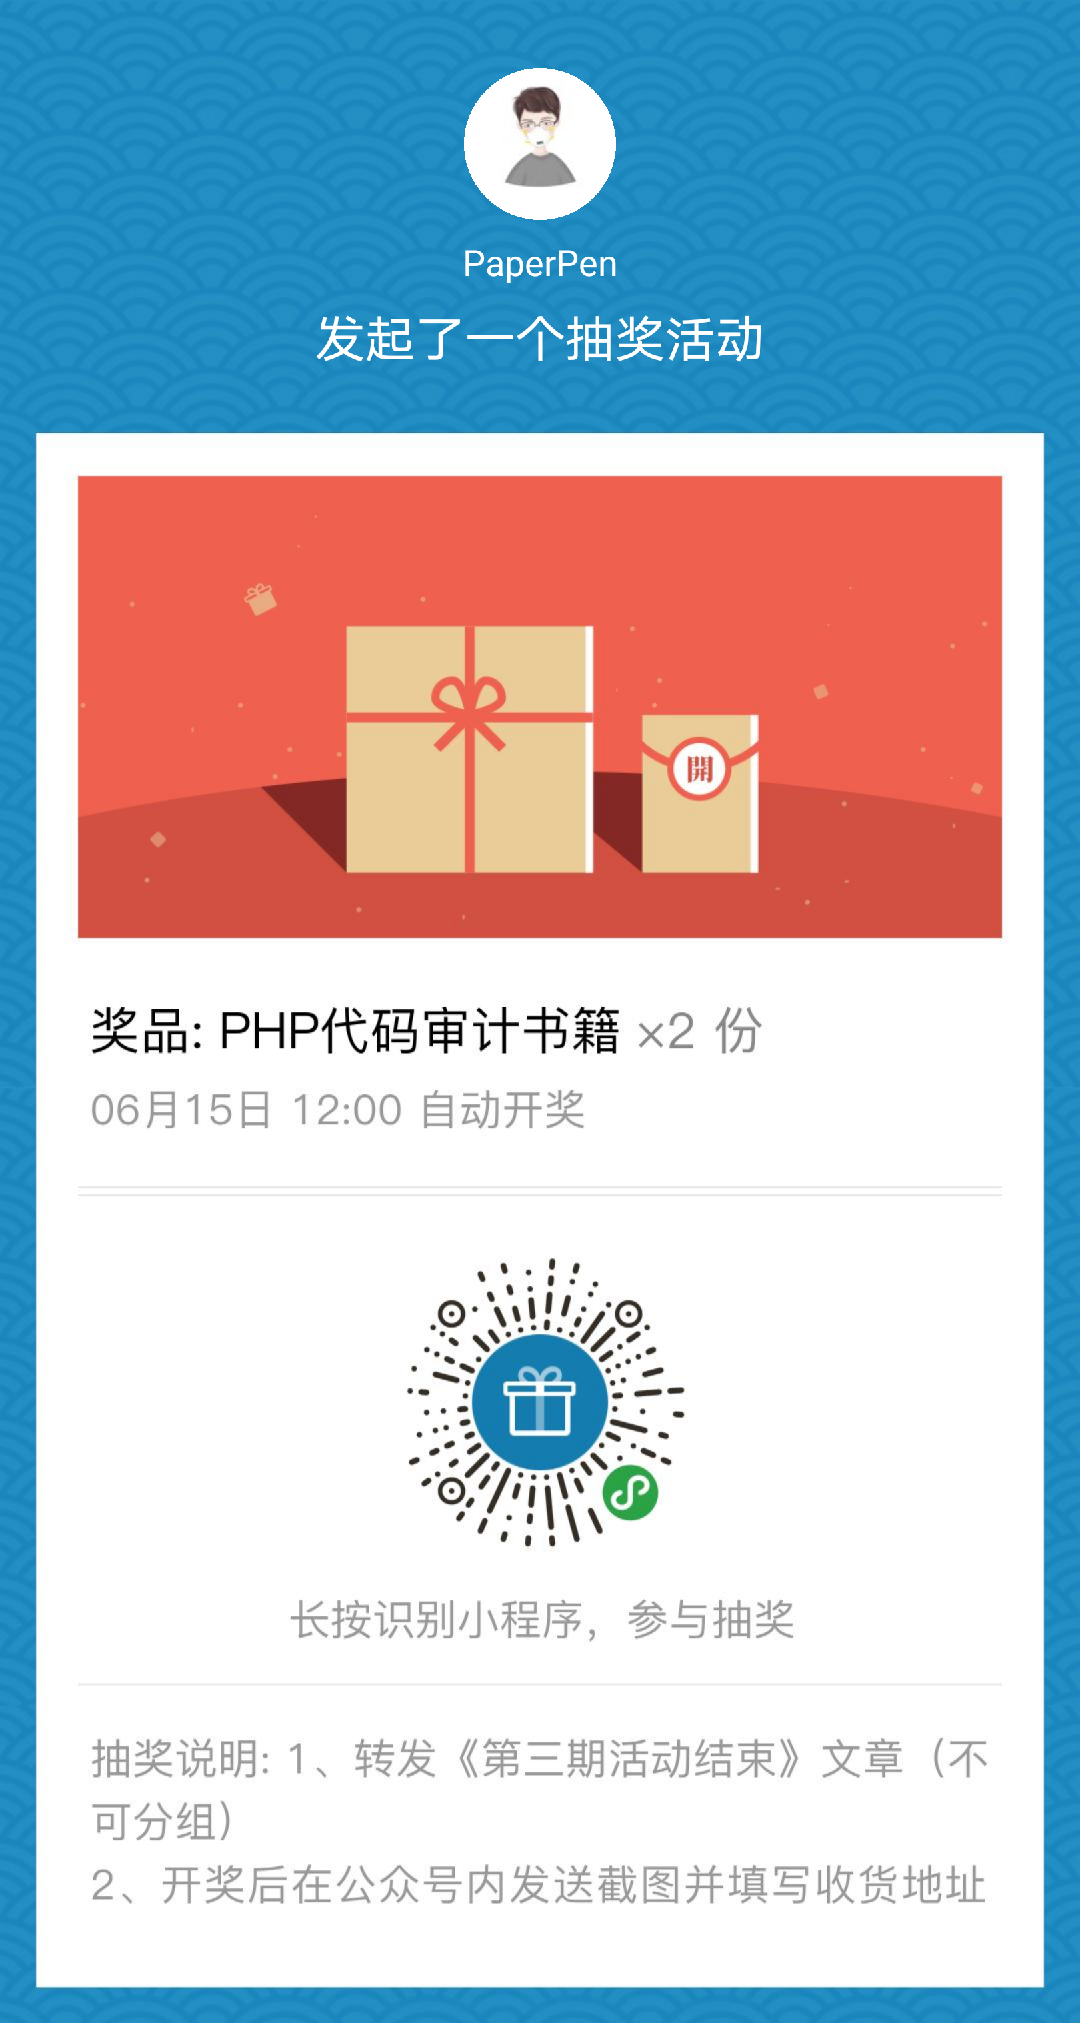 PaperPen
发起了一个抽奖活动
開
奖品: PHP代码审计书籍 ×2 份
06月15日 12:00 自动开奖
长按识别小程序，参与抽奖
抽奖说明: 1、转发《第三期活动结束》文章（不
可分组）
2、开奖后在公众号内发送截图并填写收货地址